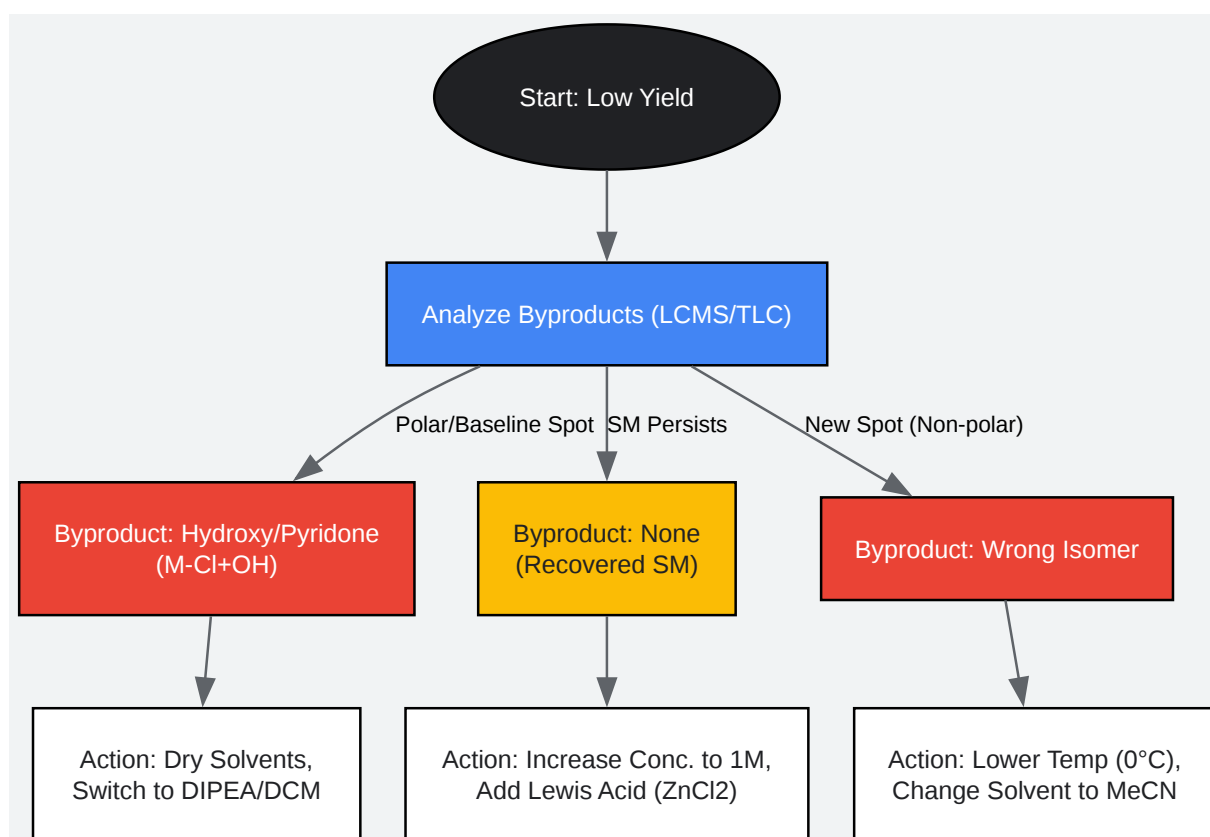 Start: Low Yield
Analyze Byproducts (LCMS/TLC)
Polar/Baseline Spot
SM Persists
New Spot (Non-polar)
Byproduct: Hydroxy/Pyridone
(M-Cl+OH)
Byproduct: None
(Recovered SM)
Byproduct: Wrong Isomer
Action: Dry Solvents,
Switch to DIPEA/DCM
Action: Increase Conc. to 1M,
Add Lewis Acid (ZnCl2)
Action: Lower Temp (0°C),
Change Solvent to MeCN